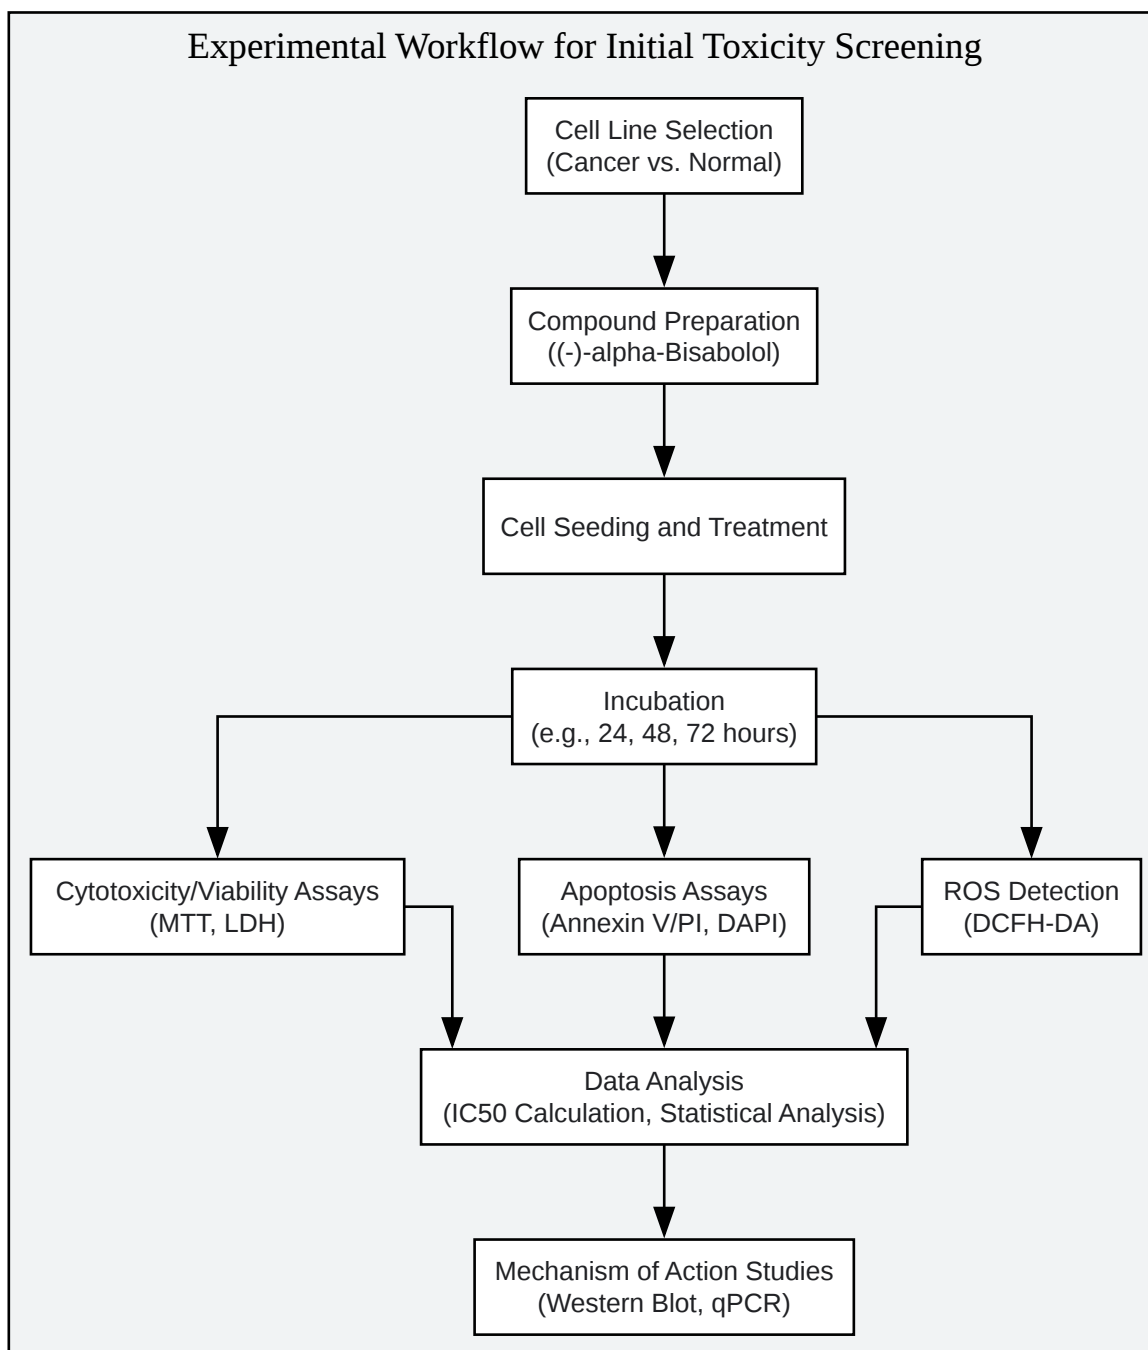 Experimental Workflow for Initial Toxicity Screening
Cell Line Selection
(Cancer vs. Normal)
Compound Preparation
((-)-alpha-Bisabolol)
Cell Seeding and Treatment
Incubation
(e.g., 24, 48, 72 hours)
Cytotoxicity/Viability Assays
(MTT, LDH)
Apoptosis Assays
(Annexin V/PI, DAPI)
ROS Detection
(DCFH-DA)
Data Analysis
(IC50 Calculation, Statistical Analysis)
Mechanism of Action Studies
(Western Blot, qPCR)